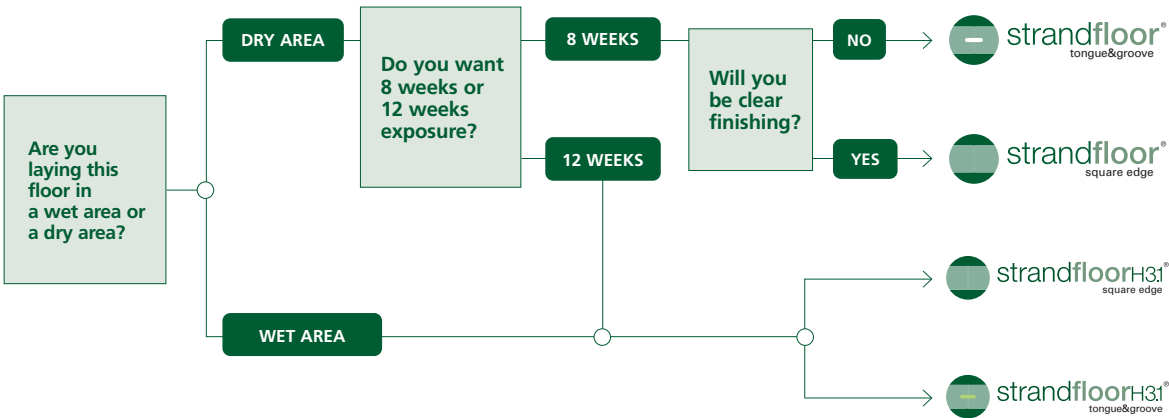 Are you
laying this
floor in
a wet area or
a dry area?
DRY AREA
Do you want
8 weeks or
12 weeks
exposure?
8 WEEKS
12 WEEKS
Will you
be clear
finishing?
NO
YES
strandfloor®
tongue&groove
strandfloor®
square edge
WET AREA
strandfloorH3.1®
square edge
strandfloorH3.1®
tongue&groove